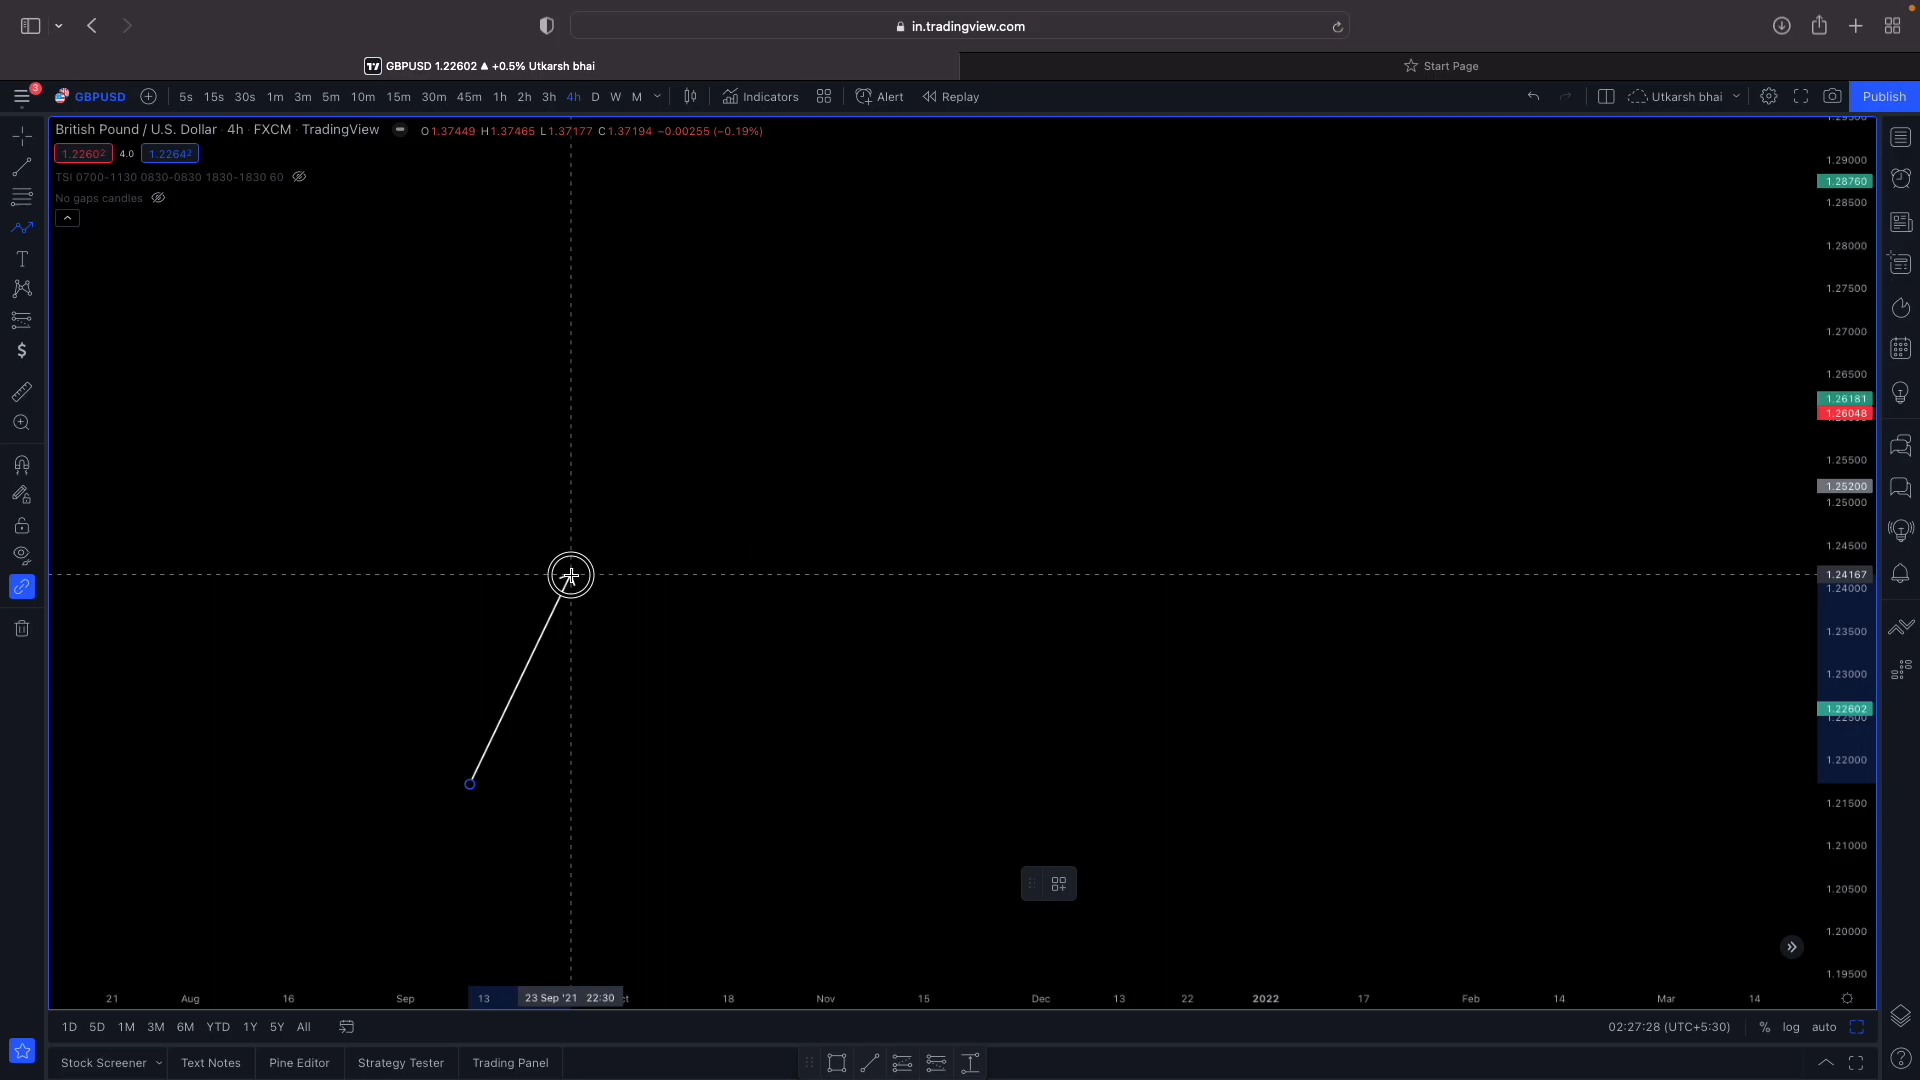 in.tradingview.com
GBPUSD 1.22602 ▲ +0.5% Utkarsh bhai
Start Page
3
GBPUSD 5s 15s 30s 1m 3m 5m 10m 15m 30m 45m 1h 2h 3h 4h D W M Indicators Alert Replay Utkarsh bhai Publish
British Pound / U.S. Dollar · 4h · FXCM · TradingView O1.37449 H1.37465 L1.37177 C1.37194 −0.00255 (−0.19%)
1.22602 4.0 1.22642
TSI 0700-1130 0830-0830 1830-1830 60
No gaps candles
1.29000
1.28760
1.28500
1.28000
1.27500
1.27000
1.26500
1.26181
1.26048
1.25500
1.25200
1.25000
1.24500
1.24167
1.24000
1.23500
1.23000
1.22602
1.22500
1.22000
1.21500
1.21000
1.20500
1.20000
1.19500
21 Aug 16 Sep 13 23 Sep '21 22:30 18 Nov 15 Dec 13 22 2022 17 Feb 14 Mar 14
1D 5D 1M 3M 6M YTD 1Y 5Y All 02:27:28 (UTC+5:30) % log auto
Stock Screener Text Notes Pine Editor Strategy Tester Trading Panel